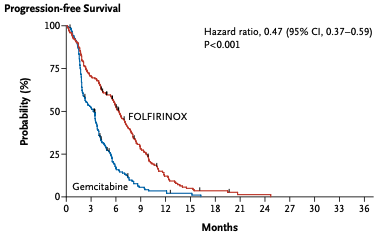 Progression-free Survival
Hazard ratio, 0.47 (95% CI, 0.37–0.59)
P<0.001
100
75
50
25
0
Probability (%)
FOLFIRINOX
Gemcitabine
0 3 6 9 12 15 18 21 24 27 30 33 36
Months